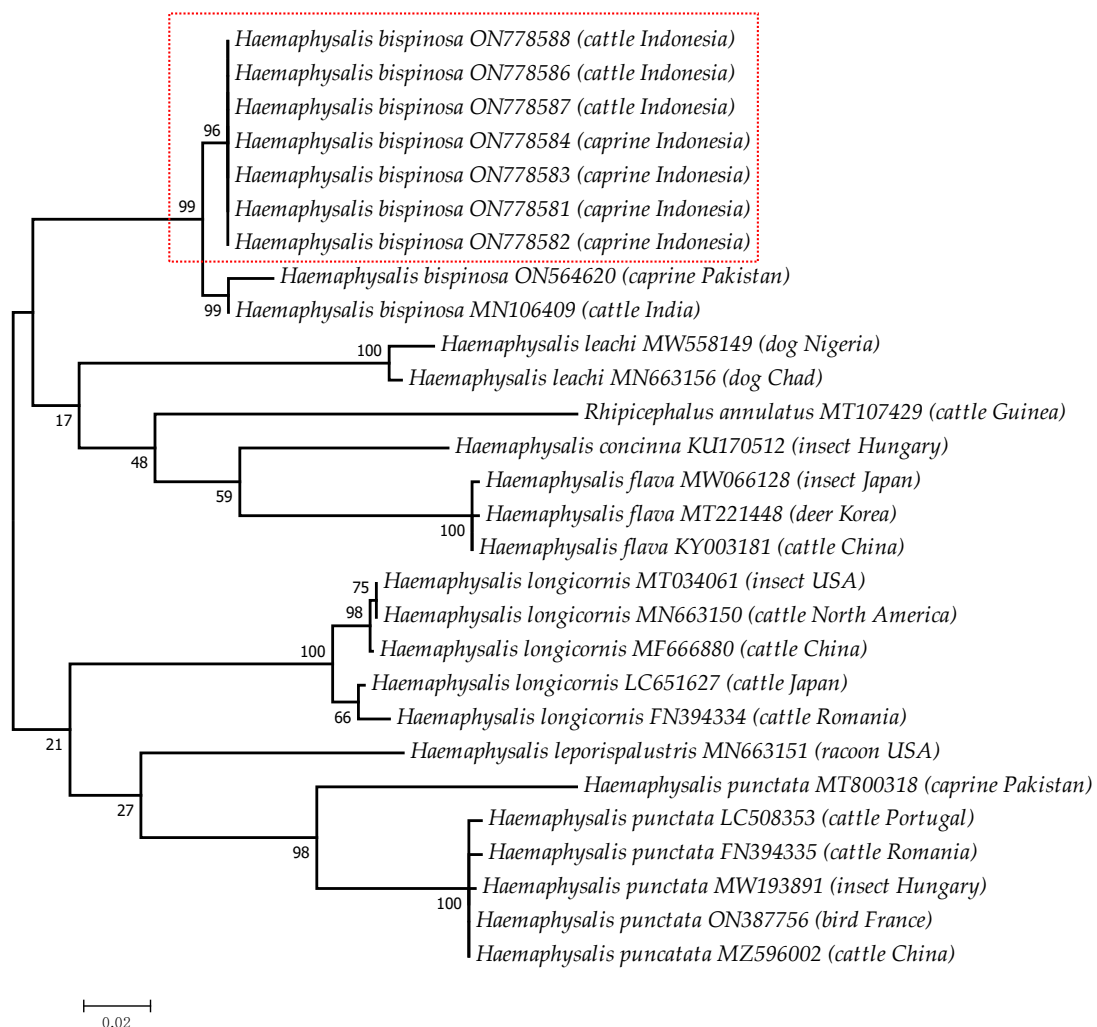 Haemaphysalis bispinosa ON778588 (cattle Indonesia)
Haemaphysalis bispinosa ON778586 (cattle Indonesia)
Haemaphysalis bispinosa ON778587 (cattle Indonesia)
96
Haemaphysalis bispinosa ON778584 (caprine Indonesia)
Haemaphysalis bispinosa ON778583 (caprine Indonesia)
99
Haemaphysalis bispinosa ON778581 (caprine Indonesia)
Haemaphysalis bispinosa ON778582 (caprine Indonesia)
Haemaphysalis bispinosa ON564620 (caprine Pakistan)
99
Haemaphysalis bispinosa MN106409 (cattle India)
100
Haemaphysalis leachi MW558149 (dog Nigeria)
Haemaphysalis leachi MN663156 (dog Chad)
17
Rhipicephalus annulatus MT107429 (cattle Guinea)
48
Haemaphysalis concinna KU170512 (insect Hungary)
59
Haemaphysalis flava MW066128 (insect Japan)
Haemaphysalis flava MT221448 (deer Korea)
100
Haemaphysalis flava KY003181 (cattle China)
75
Haemaphysalis longicornis MT034061 (insect USA)
98
Haemaphysalis longicornis MN663150 (cattle North America)
100
Haemaphysalis longicornis MF666880 (cattle China)
Haemaphysalis longicornis LC651627 (cattle Japan)
66
Haemaphysalis longicornis FN394334 (cattle Romania)
21
Haemaphysalis leporispalustris MN663151 (racoon USA)
27
Haemaphysalis punctata MT800318 (caprine Pakistan)
Haemaphysalis punctata LC508353 (cattle Portugal)
98
Haemaphysalis punctata FN394335 (cattle Romania)
Haemaphysalis punctata MW193891 (insect Hungary)
100
Haemaphysalis punctata ON387756 (bird France)
Haemaphysalis puncatata MZ596002 (cattle China)
0.02